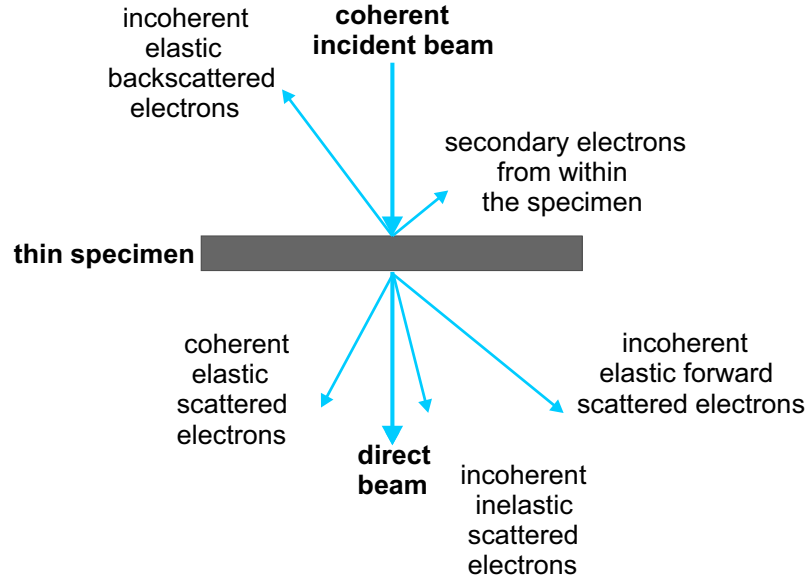 incoherent
elastic
backscattered
electrons
coherent
incident beam
secondary electrons
from within
the specimen
thin specimen
coherent
elastic
scattered
electrons
direct
beam
incoherent
inelastic
scattered
electrons
incoherent
elastic forward
scattered electrons